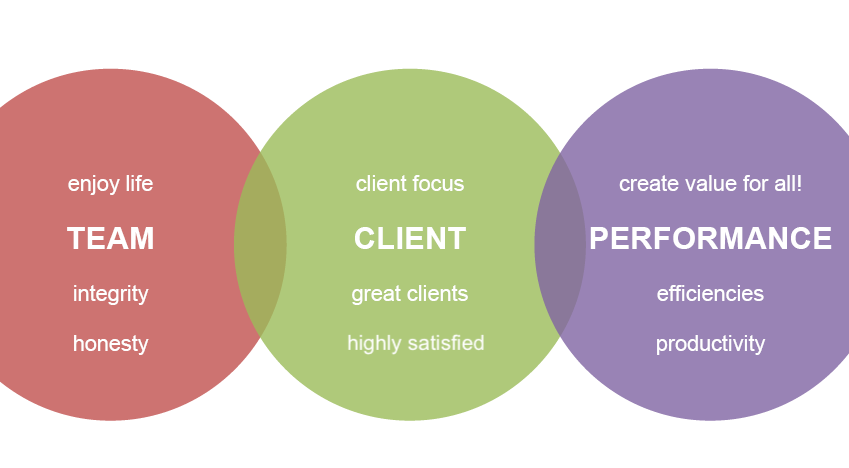 enjoy life
TEAM
integrity
honesty
client focus
CLIENT
great clients
highly satisfied
create value for all!
PERFORMANCE
efficiencies
productivity